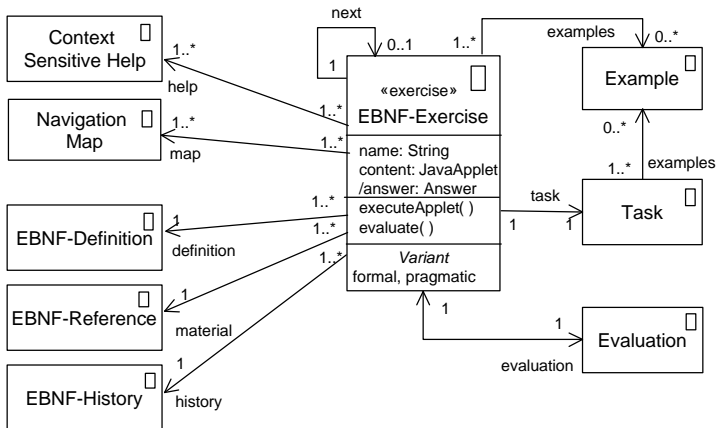 next
0..1
1
1..*
examples
0..*
Context
Sensitive Help
1..*
help
1..*
«exercise»
EBNF-Exercise
Example
Navigation
Map
1..*
map
1..*
name: String
content: JavaApplet
/answer: Answer
0..*
1..*
examples
executeApplet( )
evaluate( )
task
1
1
Task
EBNF-Definition
1
definition
1..*
1..*
1..*
Variant
formal, pragmatic
EBNF-Reference
1
material
1
1
evaluation
Evaluation
EBNF-History
1
history